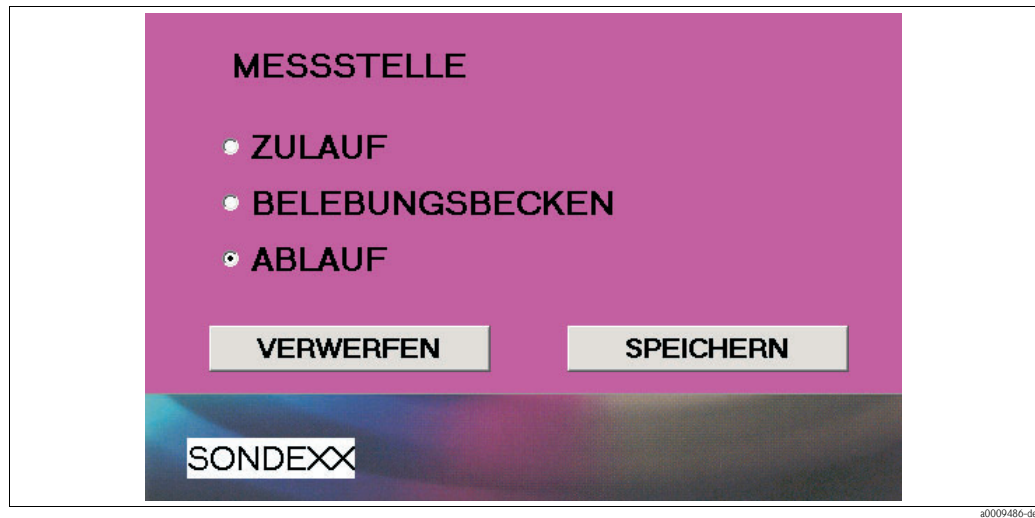 MESSSTELLE
ZULAUF
BELEBUNGSBECKEN
ABLAUF
VERWERFEN SPEICHERN
SONDEXX
a0009486-de